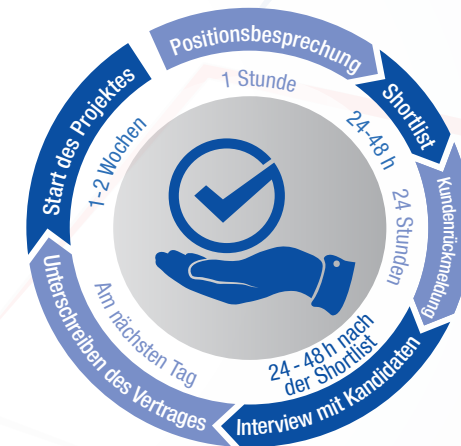 Positionsbesprechung
1 Stunde
Shortlist
24-48 h
Kundenrückmeldung
24 Stunden
Interview mit Kandidaten
24 - 48 h nach
der Shortlist
Unterschreiben des Vertrages
Am nächsten Tag
Start des Projektes
1-2 Wochen